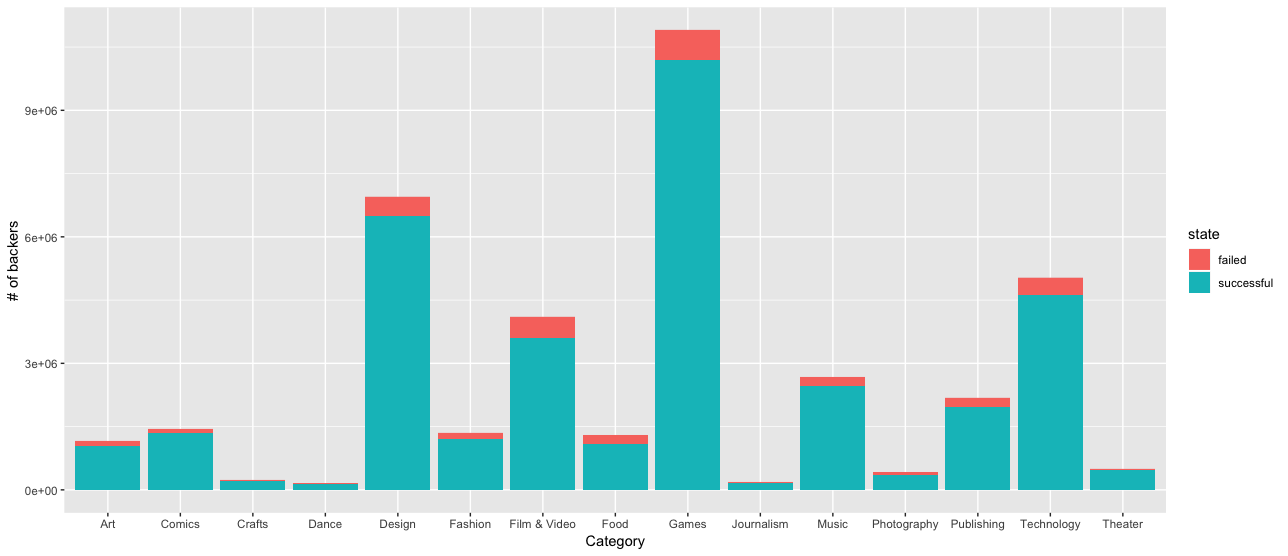 # of backers
9e+06
6e+06
3e+06
0e+00
Art Comics Crafts Dance Design Fashion Film & Video Food Games Journalism Music Photography Publishing Technology Theater
Category
state
failed
successful